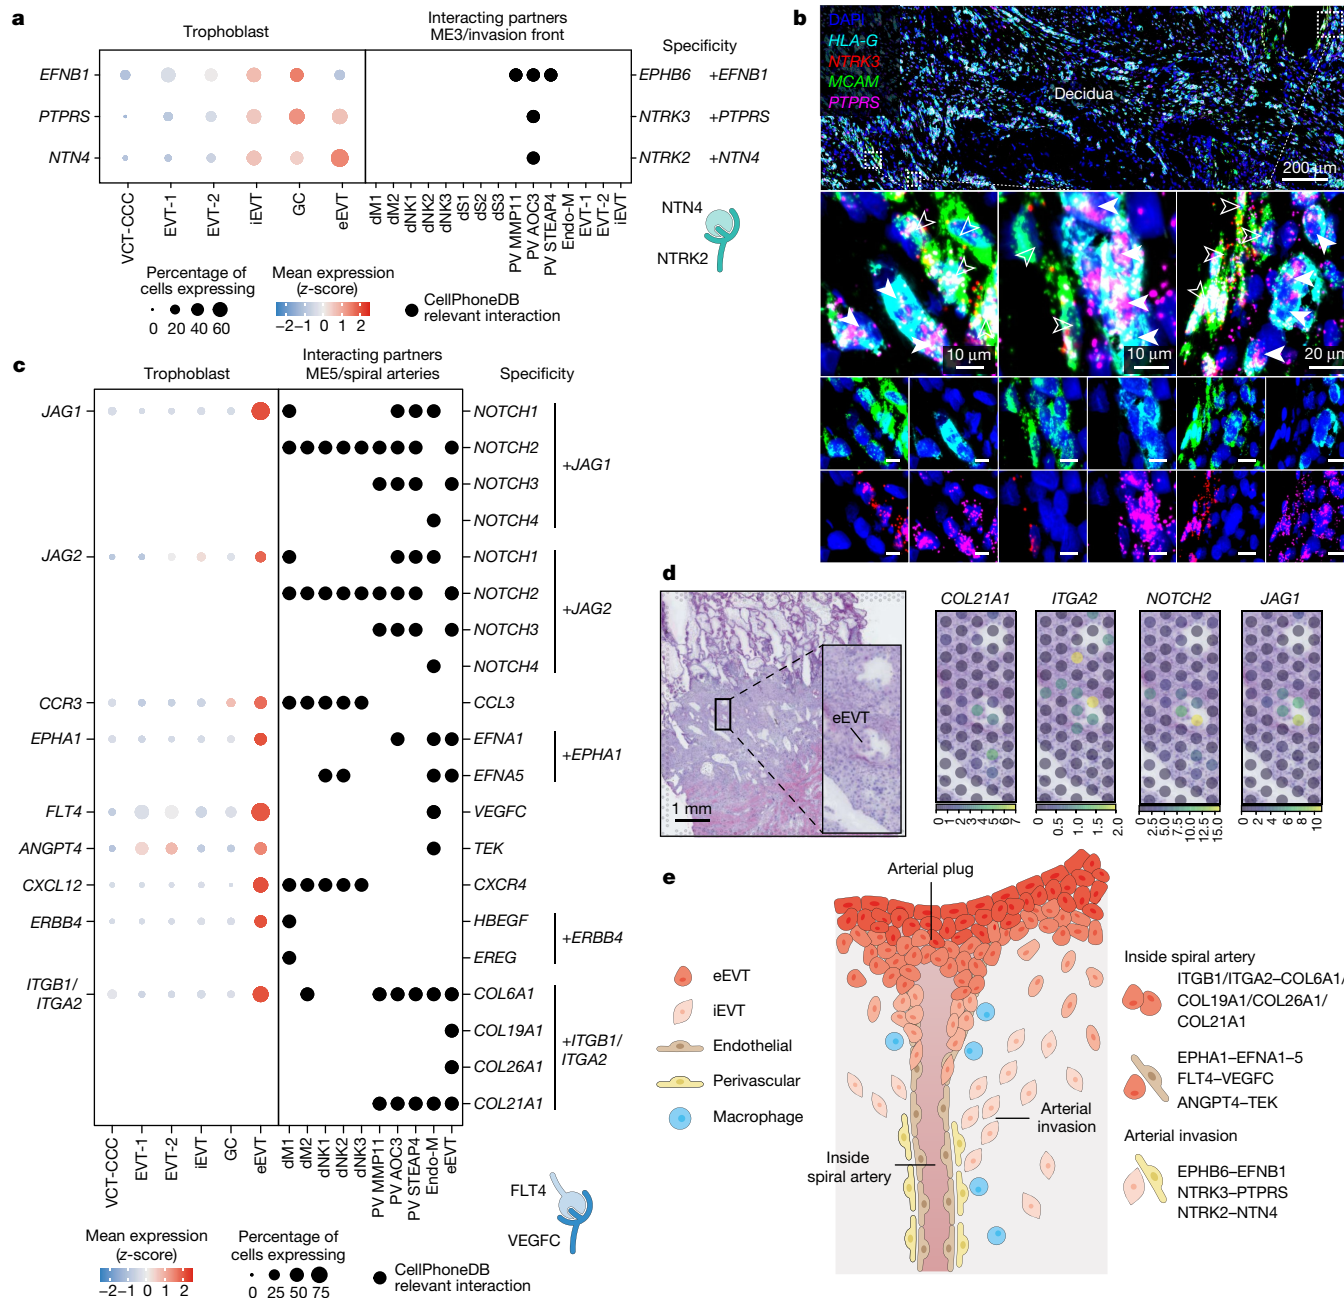 a
Trophoblast
Interacting partners
ME3/invasion front
Specificity
EFNB1
EPHB6 +EFNB1
PTPRS
NTRK3 +PTPRS
NTN4
NTRK2 +NTN4
VCT-CCC
EVT-1
EVT-2
iEVT
GC
eEVT
dM1
dM2
dNK1
dNK2
dNK3
dS1
dS2
dS3
PV MMP11
PV AOC3
PV STEAP4
Endo-M
EVT-1
EVT-2
iEVT
NTN4
NTRK2
Percentage of
cells expressing
0 20 40 60
Mean expression
(z-score)
−2 −1 0 1 2
CellPhoneDB
relevant interaction
b
DAPI
HLA-G
NTRK3
MCAM
PTPRS
Decidua
200 μm
10 μm
10 μm
20 μm
c
Trophoblast
Interacting partners
ME5/spiral arteries
Specificity
JAG1
NOTCH1
NOTCH2
NOTCH3
NOTCH4
+JAG1
JAG2
NOTCH1
NOTCH2
NOTCH3
NOTCH4
+JAG2
CCR3
CCL3
EPHA1
EFNA1
EFNA5
+EPHA1
FLT4
VEGFC
ANGPT4
TEK
CXCL12
CXCR4
ERBB4
HBEGF
EREG
+ERBB4
ITGB1/
ITGA2
COL6A1
COL19A1
COL26A1
COL21A1
+ITGB1/
ITGA2
VCT-CCC
EVT-1
EVT-2
iEVT
GC
eEVT
dM1
dM2
dNK1
dNK2
dNK3
PV MMP11
PV AOC3
PV STEAP4
Endo-M
eEVT
FLT4
VEGFC
Mean expression
(z-score)
−2 −1 0 1 2
Percentage of
cells expressing
0 25 50 75
CellPhoneDB
relevant interaction
d
eEVT
1 mm
COL21A1
0 1 2 3 4 5 6 7
ITGA2
0 0.5 1.0 1.5 2.0
NOTCH2
0 2.5 5.0 7.5 10.0 12.5 15.0
JAG1
0 2 4 6 8 10
e
Arterial plug
eEVT
iEVT
Endothelial
Perivascular
Macrophage
Inside
spiral artery
Arterial
invasion
Inside spiral artery
ITGB1/ITGA2–COL6A1/
COL19A1/COL26A1/
COL21A1
EPHA1–EFNA1–5
FLT4–VEGFC
ANGPT4–TEK
Arterial invasion
EPHB6–EFNB1
NTRK3–PTPRS
NTRK2–NTN4